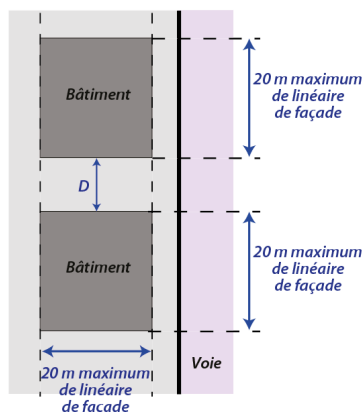 Bâtiment
20 m maximum
de linéaire
de façade
D
Bâtiment
20 m maximum
de linéaire
de façade
20 m maximum
de linéaire
de façade
Voie